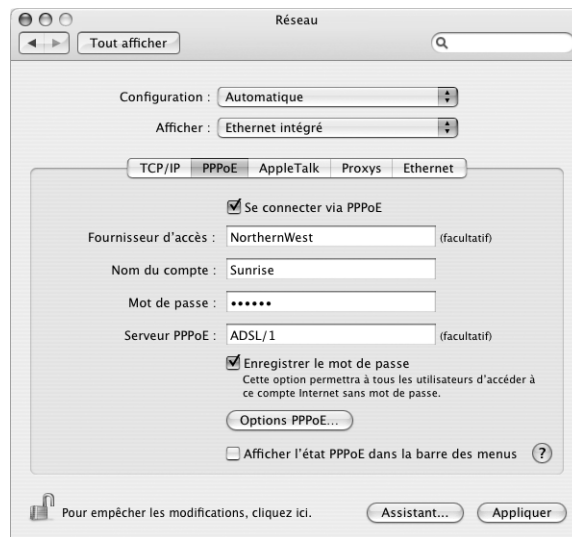 Réseau
Tout afficher
Configuration : Automatique
Afficher : Ethernet intégré
TCP/IP PPPoE AppleTalk Proxys Ethernet
Se connecter via PPPoE
Fournisseur d'accès : NorthernWest (facultatif)
Nom du compte : Sunrise
Mot de passe : ••••••
Serveur PPPoE : ADSL/1 (facultatif)
Enregistrer le mot de passe
Cette option permettra à tous les utilisateurs d'accéder à
ce compte Internet sans mot de passe.
Options PPPoE...
Afficher l'état PPPoE dans la barre des menus ?
Pour empêcher les modifications, cliquez ici. Assistant... Appliquer